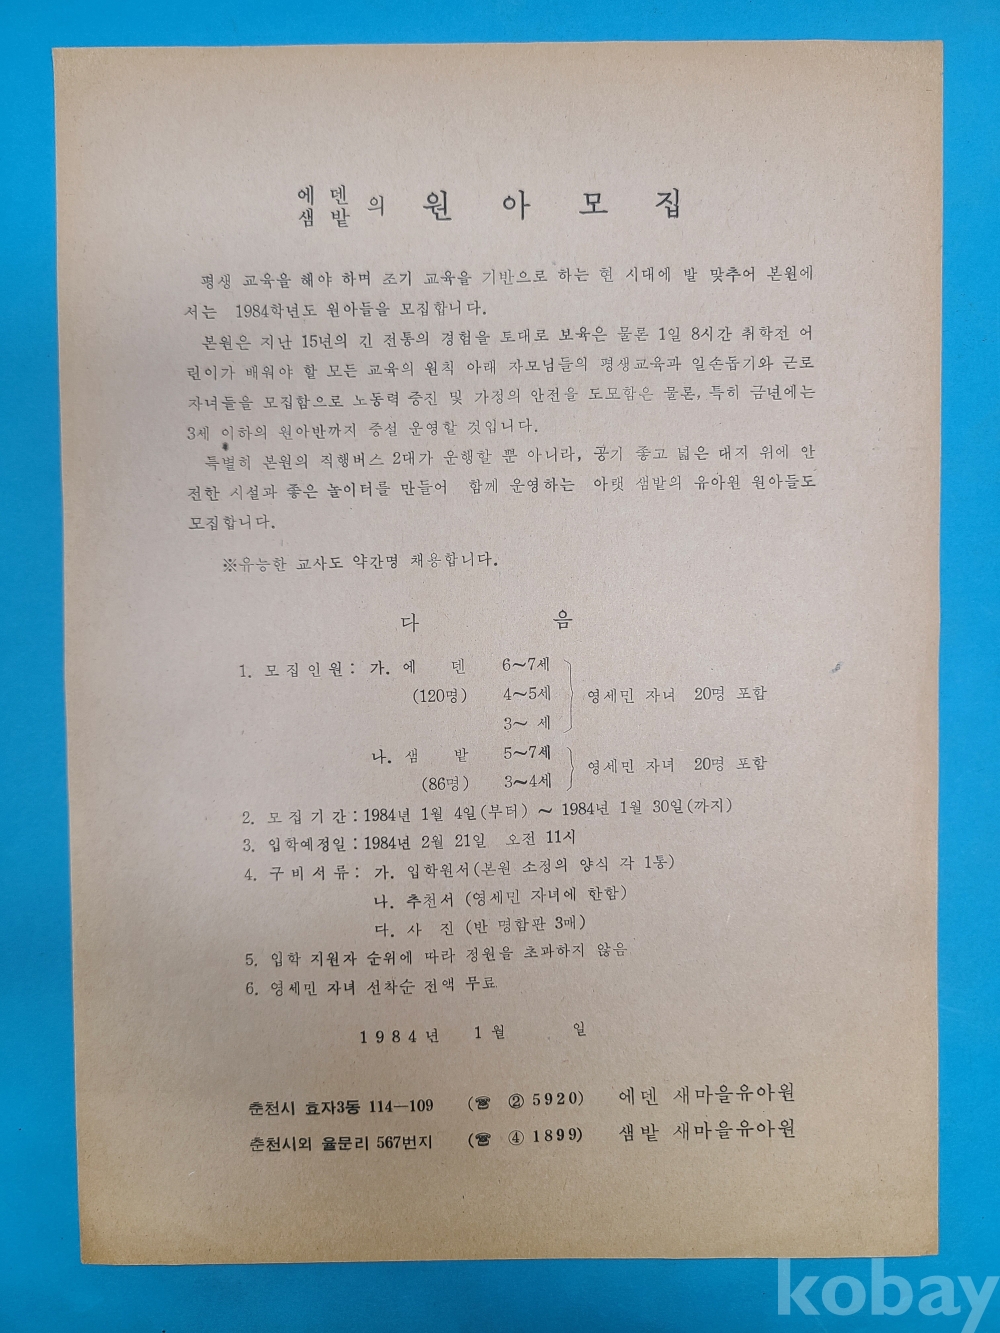 에덴
샘밭 의 원 아 모 집
평생 교육을 해야 하며 조기 교육을 기반으로 하는 현 시대에 발 맞추어 본원에
서는 1984학년도 원아들을 모집합니다.
본원은 지난 15년의 긴 전통의 경험을 토대로 보육은 물론 1일 8시간 취학전 어
린이가 배워야 할 모든 교육의 원칙 아래 자모님들의 평생교육과 일손돕기와 근로
자녀들을 모집함으로 노동력 증진 및 가정의 안전을 도모함은 물론, 특히 금년에는
3세 이하의 원아반까지 증설 운영할 것입니다.
특별히 본원의 직행버스 2대가 운행할 뿐 아니라, 공기 좋고 넓은 대지 위에 안
전한 시설과 좋은 놀이터를 만들어 함께 운영하는 아랫 샘밭의 유아원 원아들도
모집합니다.
※유능한 교사도 약간명 채용합니다.
다 음
1. 모집인원: 가. 에 덴 6~7세
(120명) 4~5세 영세민 자녀 20명 포함
3~ 세
나. 샘 밭 5~7세
(86명) 3~4세 영세민 자녀 20명 포함
2. 모집기간: 1984년 1월 4일(부터) ~ 1984년 1월 30일(까지)
3. 입학예정일: 1984년 2월 21일 오전 11시
4. 구비서류: 가. 입학원서(본원 소정의 양식 각 1통)
나. 추천서 (영세민 자녀에 한함)
다. 사 진 (반 명합판 3매)
5. 입학 지원자 순위에 따라 정원을 초과하지 않음
6. 영세민 자녀 선착순 전액 무료
1984년 1월 일
춘천시 효자3동 114—109 (☎ ② 5920) 에덴 새마을유아원
춘천시외 율문리 567번지 (☎ ④ 1899) 샘밭 새마을유아원
kobay